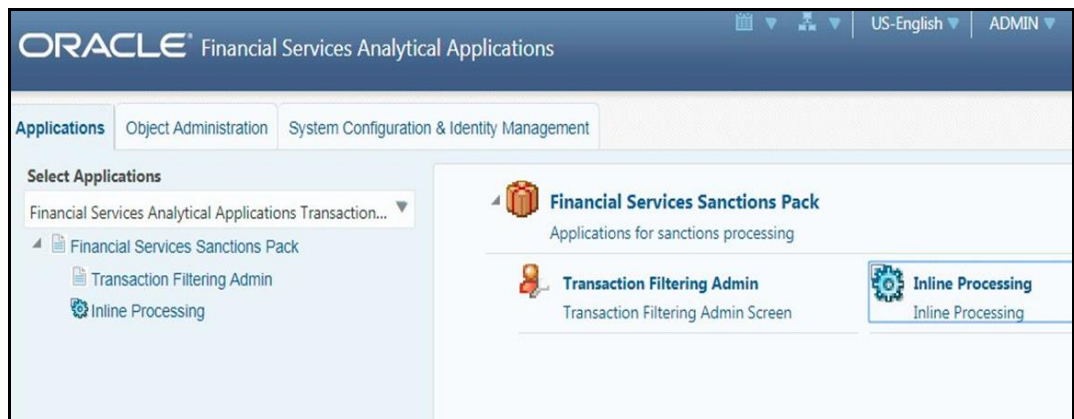 US-English ADMIN
ORACLE® Financial Services Analytical Applications
Applications Object Administration System Configuration & Identity Management
Select Applications
Financial Services Analytical Applications Transaction...
Financial Services Sanctions Pack
Transaction Filtering Admin
Inline Processing
Financial Services Sanctions Pack
Applications for sanctions processing
Transaction Filtering Admin
Transaction Filtering Admin Screen
Inline Processing
Inline Processing